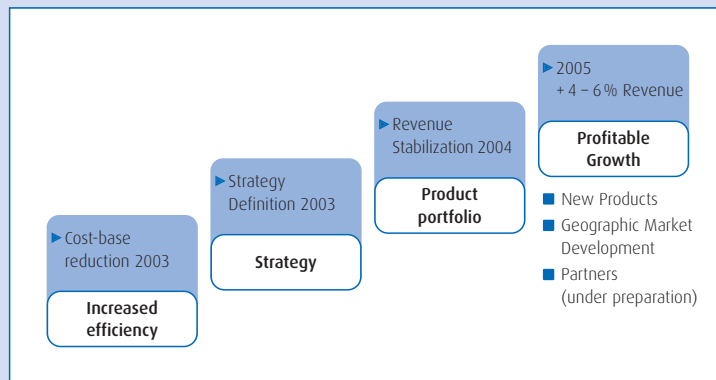 Cost-base
reduction 2003
Increased
efficiency
Strategy
Definition 2003
Strategy
Revenue
Stabilization 2004
Product
portfolio
2005
+ 4 – 6 % Revenue
Profitable
Growth
New Products
Geographic Market
Development
Partners
(under preparation)